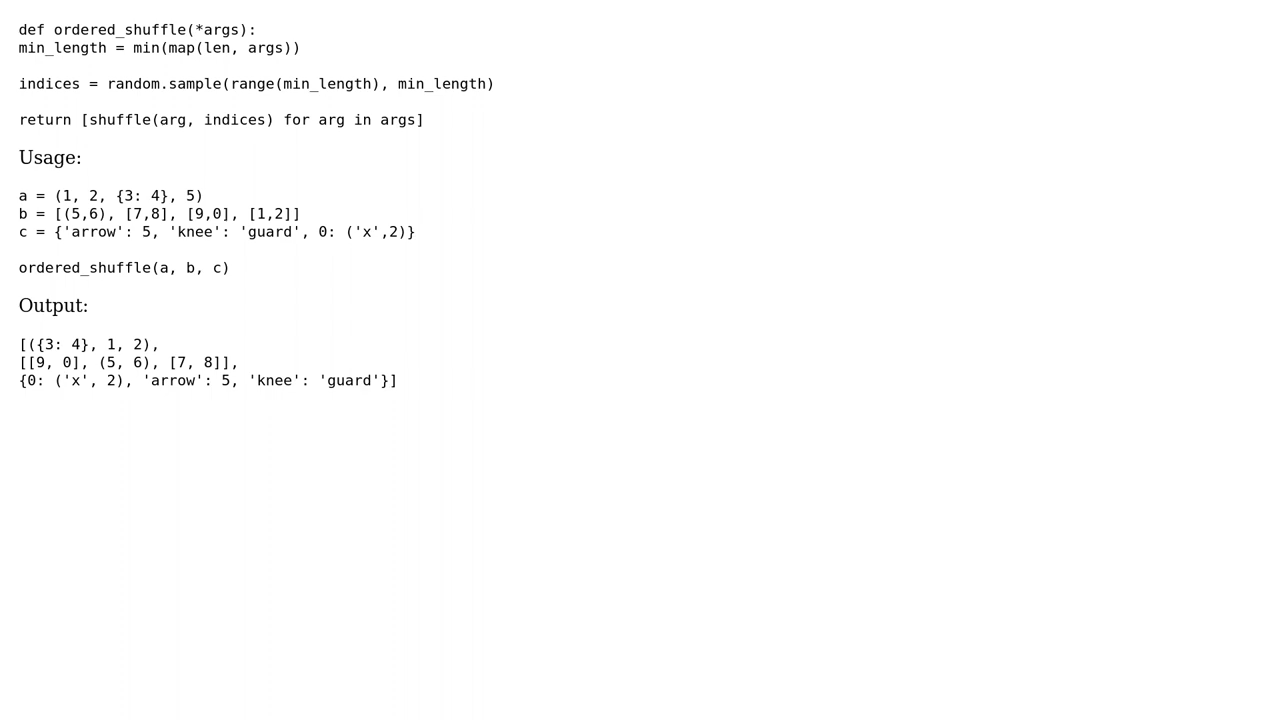 def ordered_shuffle(*args):
min_length = min(map(len, args))
indices = random.sample(range(min_length), min_length)
return [shuffle(arg, indices) for arg in args]
Usage:
a = (1, 2, {3: 4}, 5)
b = [(5,6), [7,8], [9,0], [1,2]]
c = {'arrow': 5, 'knee': 'guard', 0: ('x',2)}
ordered_shuffle(a, b, c)
Output:
[({3: 4}, 1, 2),
[[9, 0], (5, 6), [7, 8]],
{0: ('x', 2), 'arrow': 5, 'knee': 'guard'}]